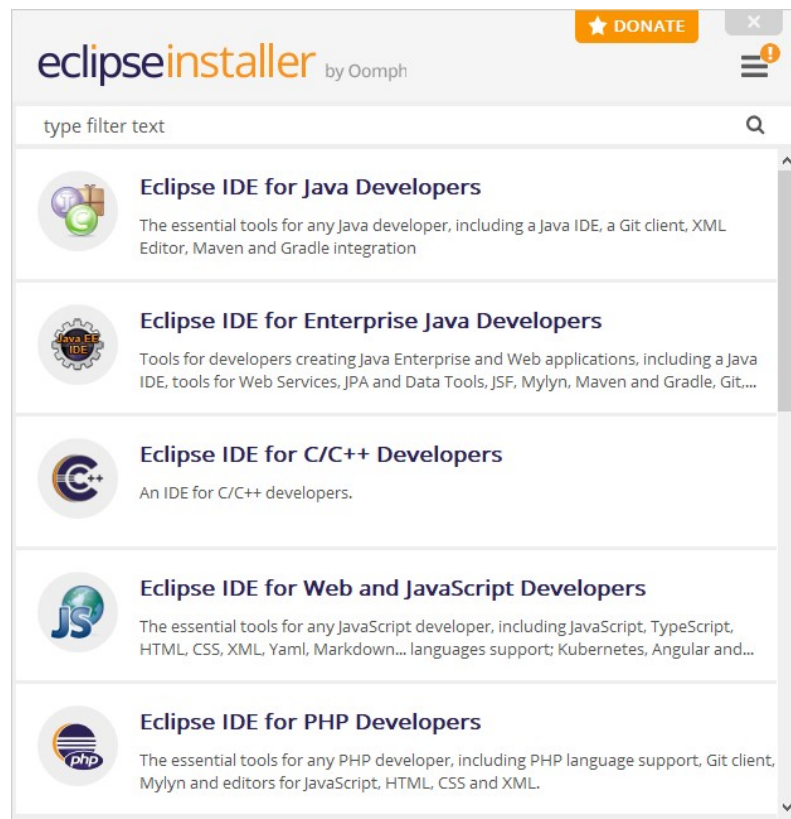 DONATE
eclipseinstaller by Oomph
!
type filter text
Eclipse IDE for Java Developers
The essential tools for any Java developer, including a Java IDE, a Git client, XML
Editor, Maven and Gradle integration
Java EE
IDE
Eclipse IDE for Enterprise Java Developers
Tools for developers creating Java Enterprise and Web applications, including a Java
IDE, tools for Web Services, JPA and Data Tools, JSF, Mylyn, Maven and Gradle, Git,...
C++
Eclipse IDE for C/C++ Developers
An IDE for C/C++ developers.
JS
Eclipse IDE for Web and JavaScript Developers
The essential tools for any JavaScript developer, including JavaScript, TypeScript,
HTML, CSS, XML, Yaml, Markdown... languages support; Kubernetes, Angular and...
php
Eclipse IDE for PHP Developers
The essential tools for any PHP developer, including PHP language support, Git client,
Mylyn and editors for JavaScript, HTML, CSS and XML.